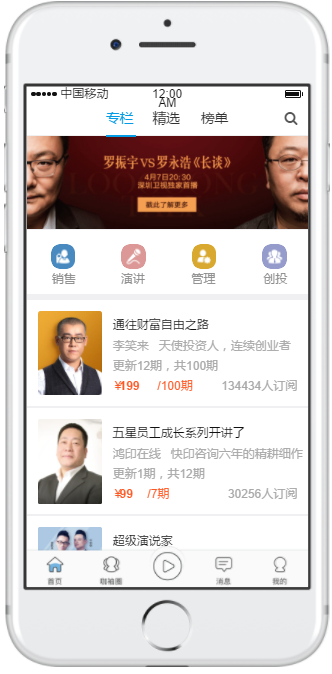 中国移动
12:00
AM
专栏 精选 榜单
罗振宇 VS 罗永浩《长谈》
4月7日20:30
深圳卫视独家首播
戳此了解更多
销售 演讲 管理 创投
通往财富自由之路
李笑来 天使投资人，连续创业者
更新12期，共100期
¥199 /100期 134434人订阅
五星员工成长系列开讲了
鸿印在线 快印咨询六年的精耕细作
更新1期，共12期
¥99 /7期 30256人订阅
超级演说家
首页 咖啡圈 消息 我的